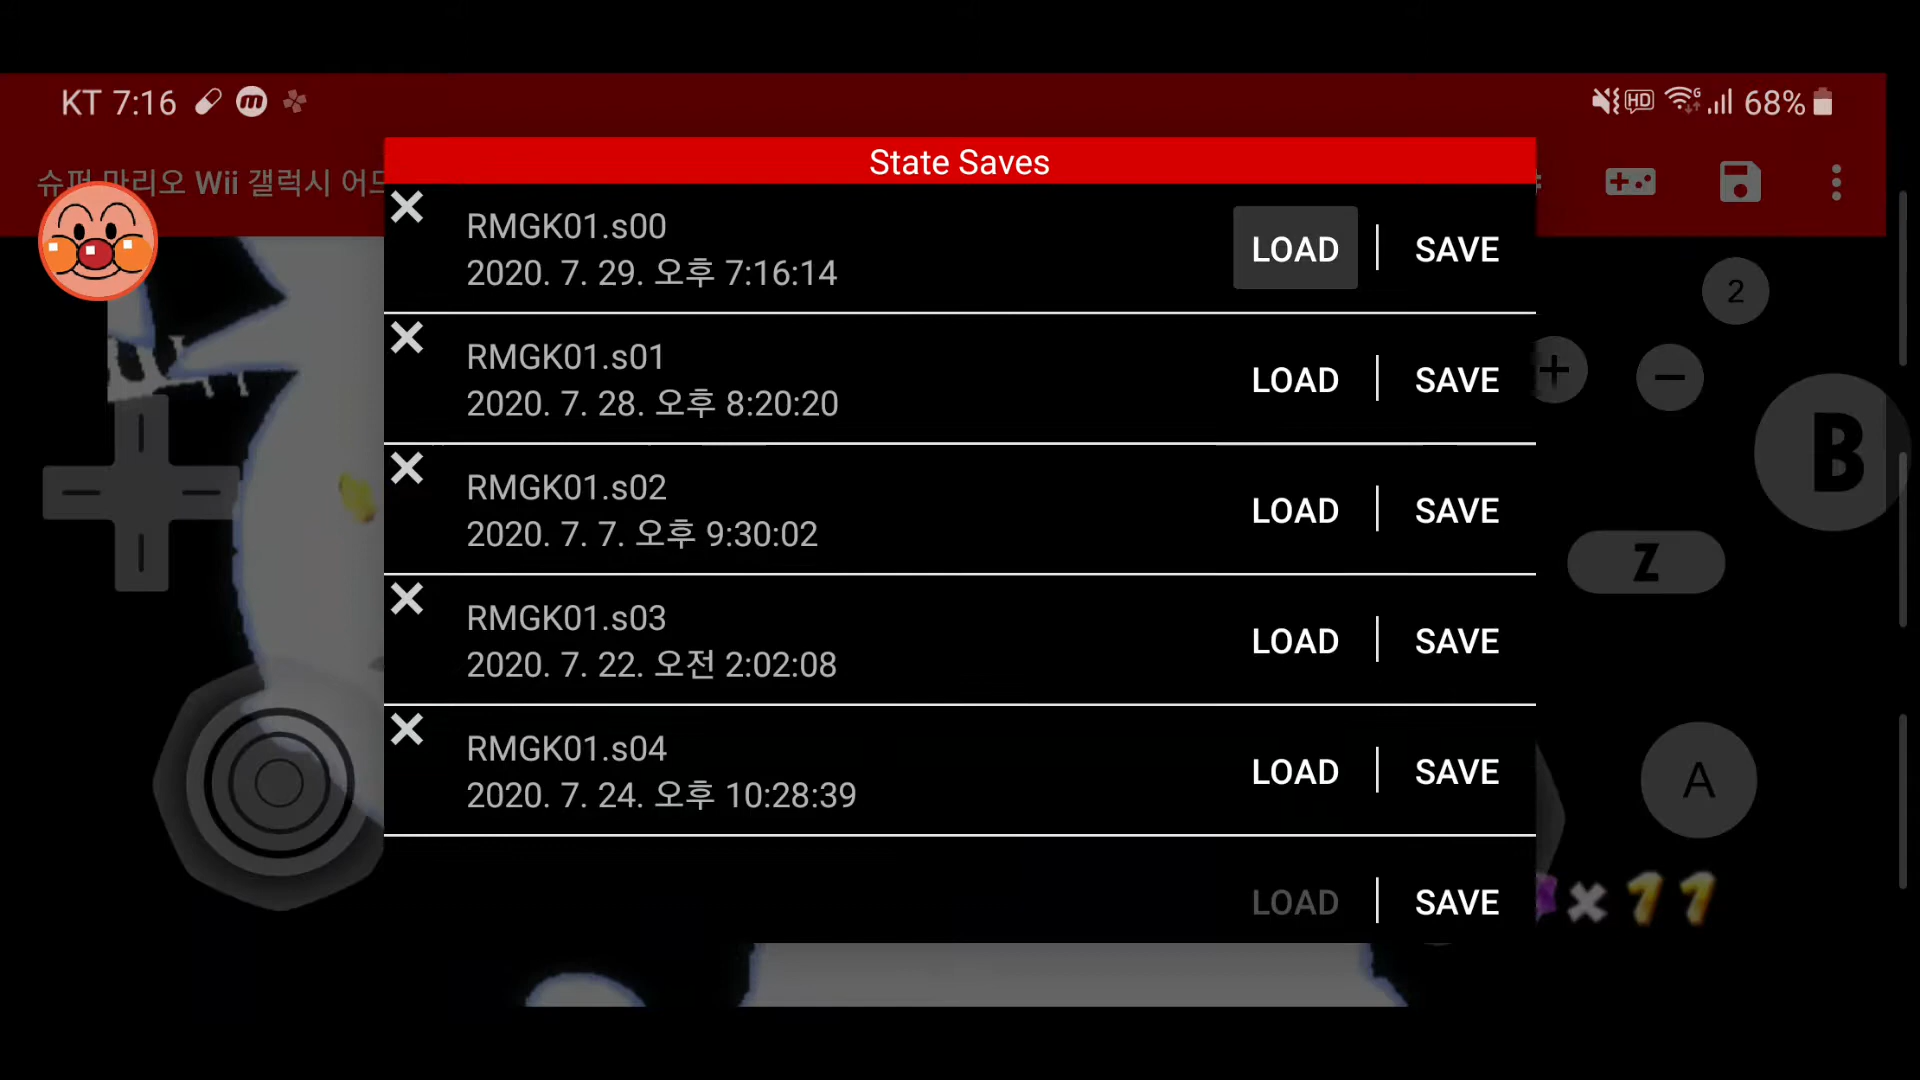 KT 7:16
HD
68%
슈퍼 마리오 Wii 갤럭시 어드
State Saves
RMGK01.s00
2020. 7. 29. 오후 7:16:14
LOAD
SAVE
RMGK01.s01
2020. 7. 28. 오후 8:20:20
LOAD
SAVE
RMGK01.s02
2020. 7. 7. 오후 9:30:02
LOAD
SAVE
RMGK01.s03
2020. 7. 22. 오전 2:02:08
LOAD
SAVE
RMGK01.s04
2020. 7. 24. 오후 10:28:39
LOAD
SAVE
LOAD
SAVE
2
+
−
B
Z
A
×11